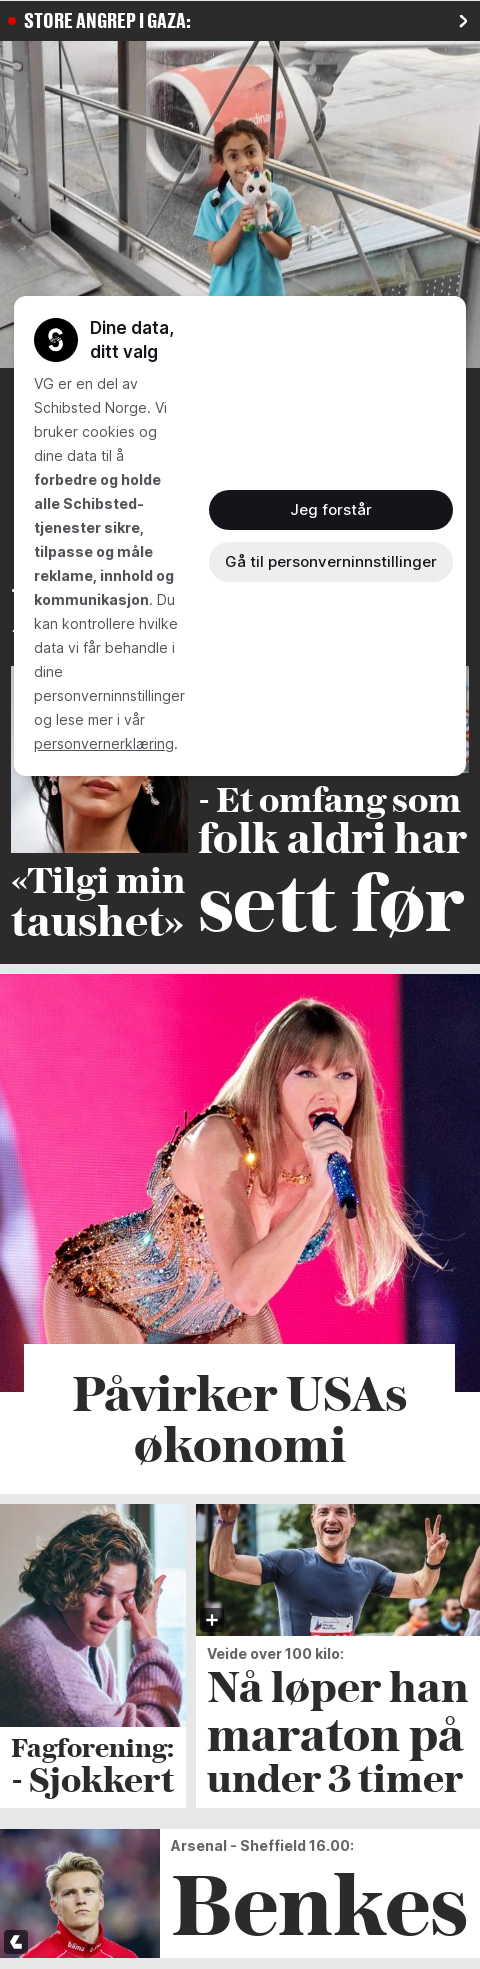 STORE ANGREP I GAZA:
Dine data,
ditt valg
VG er en del av
Schibsted Norge. Vi
bruker cookies og
dine data til å
forbedre og holde
alle Schibsted-
tjenester sikre,
tilpasse og måle
reklame, innhold og
kommunikasjon. Du
kan kontrollere hvilke
data vi får behandle i
dine
personverninnstillinger
og lese mer i vår
personvernerklæring.
Jeg forstår
Gå til personverninnstillinger
«Tilgi min
taushet»
- Et omfang som
folk aldri har
sett før
Påvirker USAs
økonomi
Fagforening:
- Sjokkert
Veide over 100 kilo:
Nå løper han
maraton på
under 3 timer
Arsenal - Sheffield 16.00:
Benkes